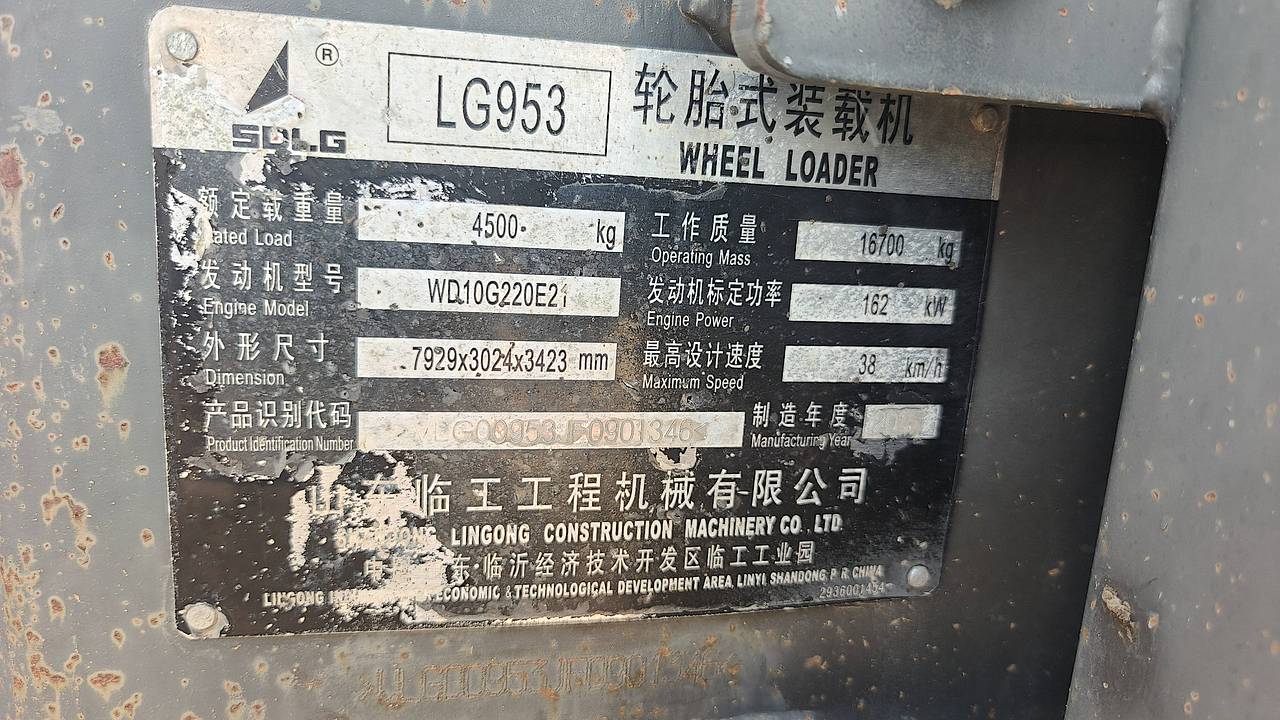 SDLG ®
LG953
轮胎式装载机
WHEEL LOADER
额定载重量 4500 kg 工作质量 16700 kg
Rated Load Operating Mass
发动机型号 WD10G220E21 发动机标定功率 162 kW
Engine Model Engine Power
外形尺寸 7929x3024x3423 mm 最高设计速度 38 km/h
Dimension Maximum Speed
产品识别代码 制造年度
Product Identification Number Manufacturing Year
山东临工工程机械有限公司
SHANDONG LINGONG CONSTRUCTION MACHINERY CO. LTD.
东·临沂经济技术开发区临工工业园
LINGONG ECONOMIC & TECHNOLOGICAL DEVELOPMENT AREA, LINYI, SHANDONG, P. R. CHINA
2936001454